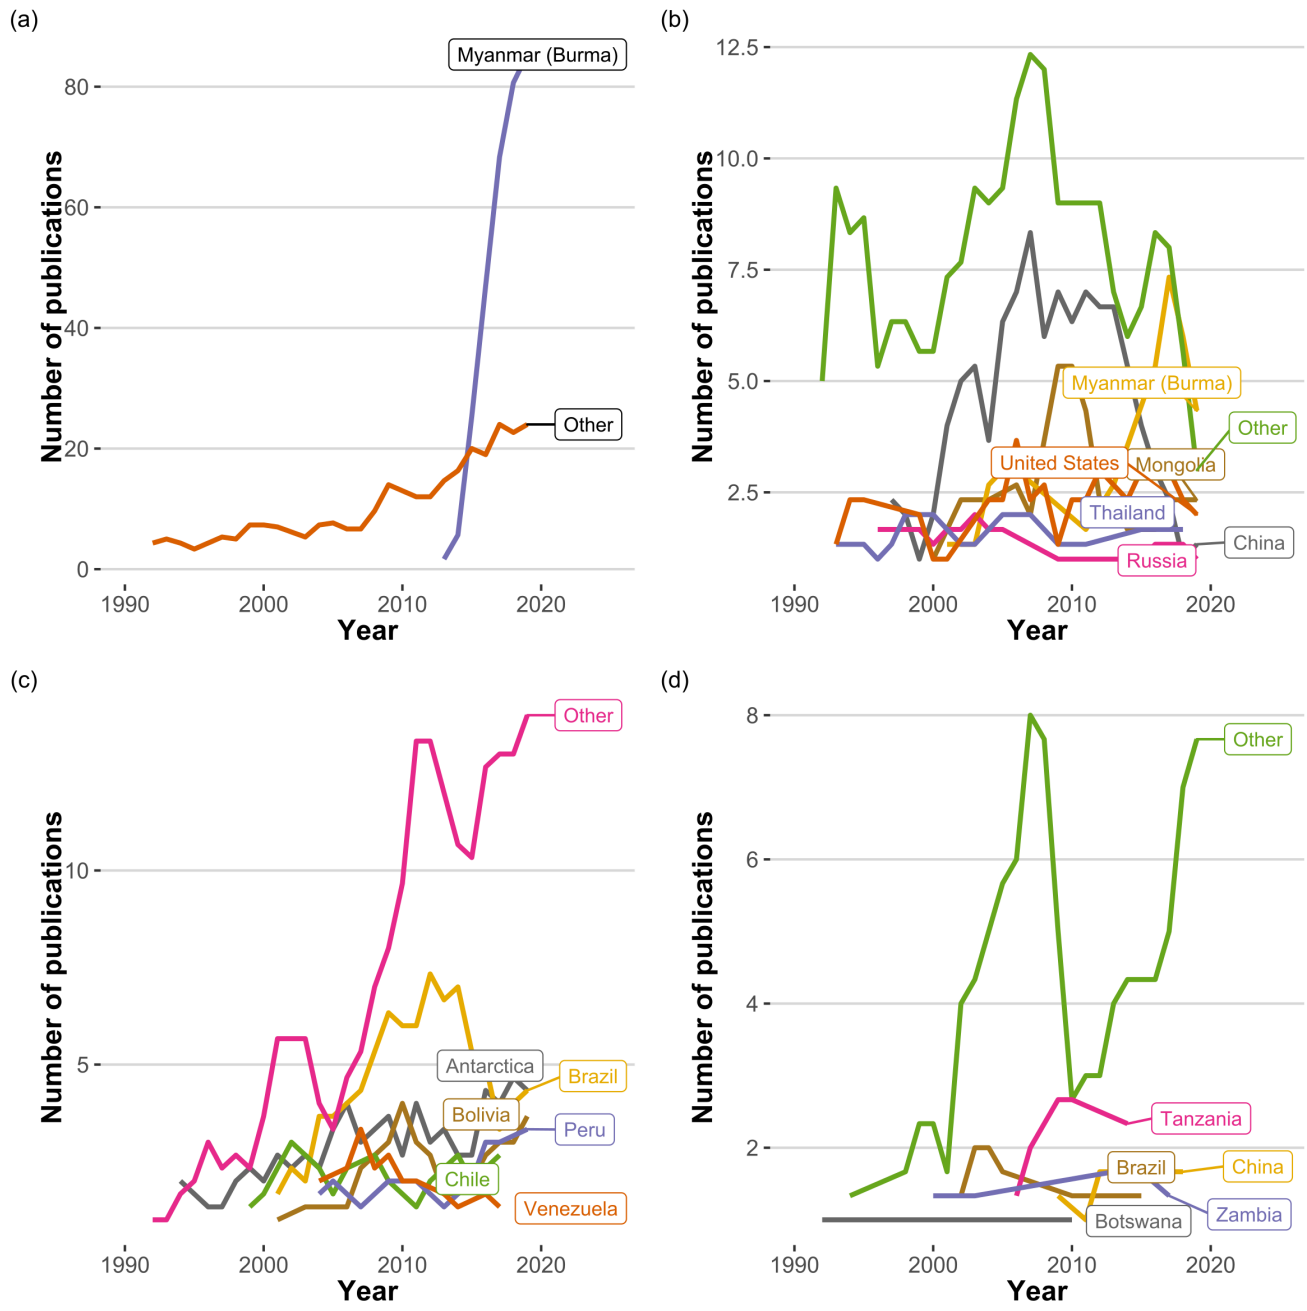 (a)
Number of publications
80
60
40
20
0
Myanmar (Burma)
Other
1990 2000 2010 2020
Year
(b)
Number of publications
12.5
10.0
7.5
5.0
2.5
Myanmar (Burma)
Other
United States
Mongolia
Thailand
China
Russia
1990 2000 2010 2020
Year
(c)
Number of publications
10
5
Other
Antarctica
Brazil
Bolivia
Peru
Chile
Venezuela
1990 2000 2010 2020
Year
(d)
Number of publications
8
6
4
2
Other
Tanzania
Brazil
China
Zambia
Botswana
1990 2000 2010 2020
Year